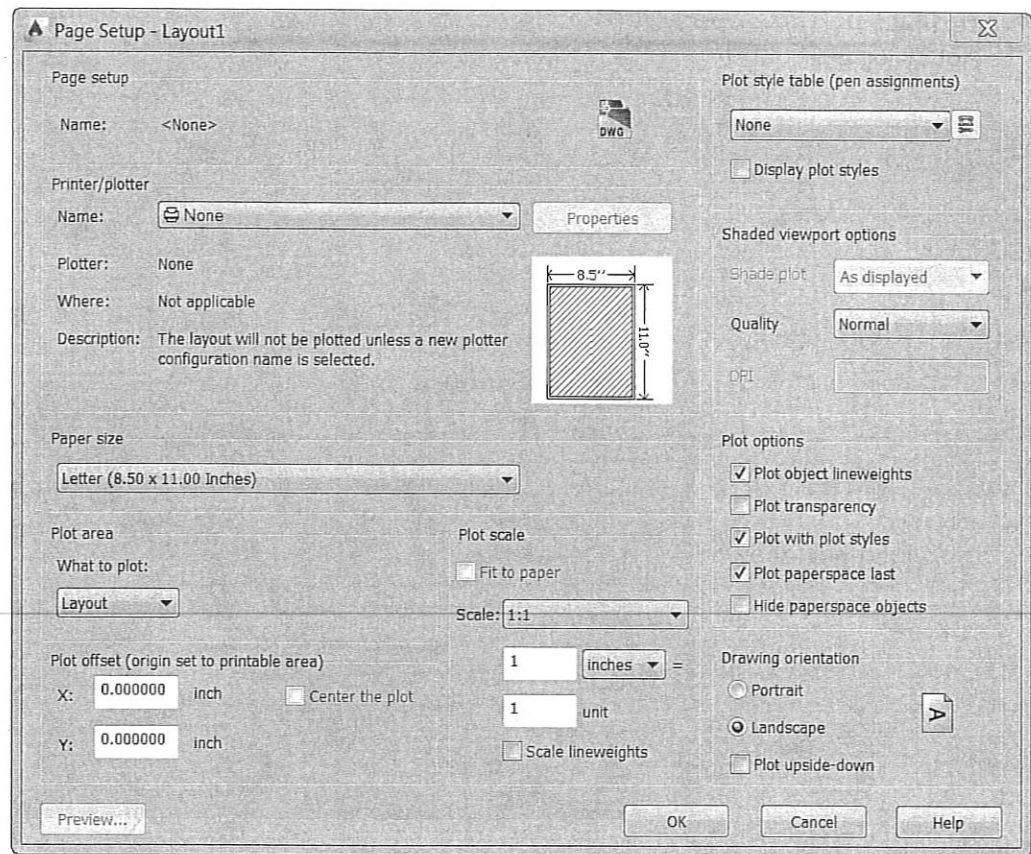 Page Setup - Layout1
Page setup
Name: <None>
DWG
Printer/plotter
Name: None
Properties
Plotter: None
Where: Not applicable
Description: The layout will not be plotted unless a new plotter
configuration name is selected.
8.5''
11.0''
Paper size
Letter (8.50 x 11.00 Inches)
Plot area
What to plot:
Layout
Plot offset (origin set to printable area)
X: 0.000000 inch
Center the plot
Y: 0.000000 inch
Plot scale
Fit to paper
Scale: 1:1
1 inches =
1 unit
Scale lineweights
Plot style table (pen assignments)
None
Display plot styles
Shaded viewport options
Shade plot As displayed
Quality Normal
DPI
Plot options
Plot object lineweights
Plot transparency
Plot with plot styles
Plot paperspace last
Hide paperspace objects
Drawing orientation
Portrait
Landscape
A
Plot upside-down
Preview...
OK
Cancel
Help